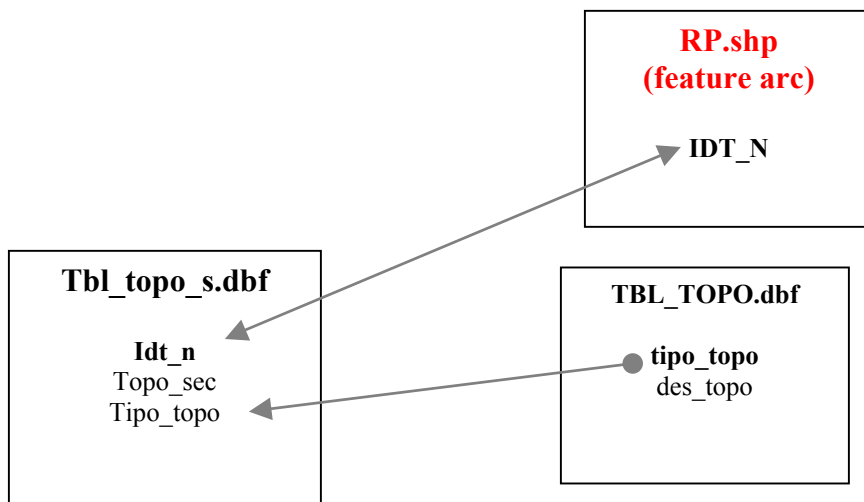 RP.shp
(feature arc)
IDT_N
Tbl_topo_s.dbf
Idt_n
Topo_sec
Tipo_topo
TBL_TOPO.dbf
tipo_topo
des_topo